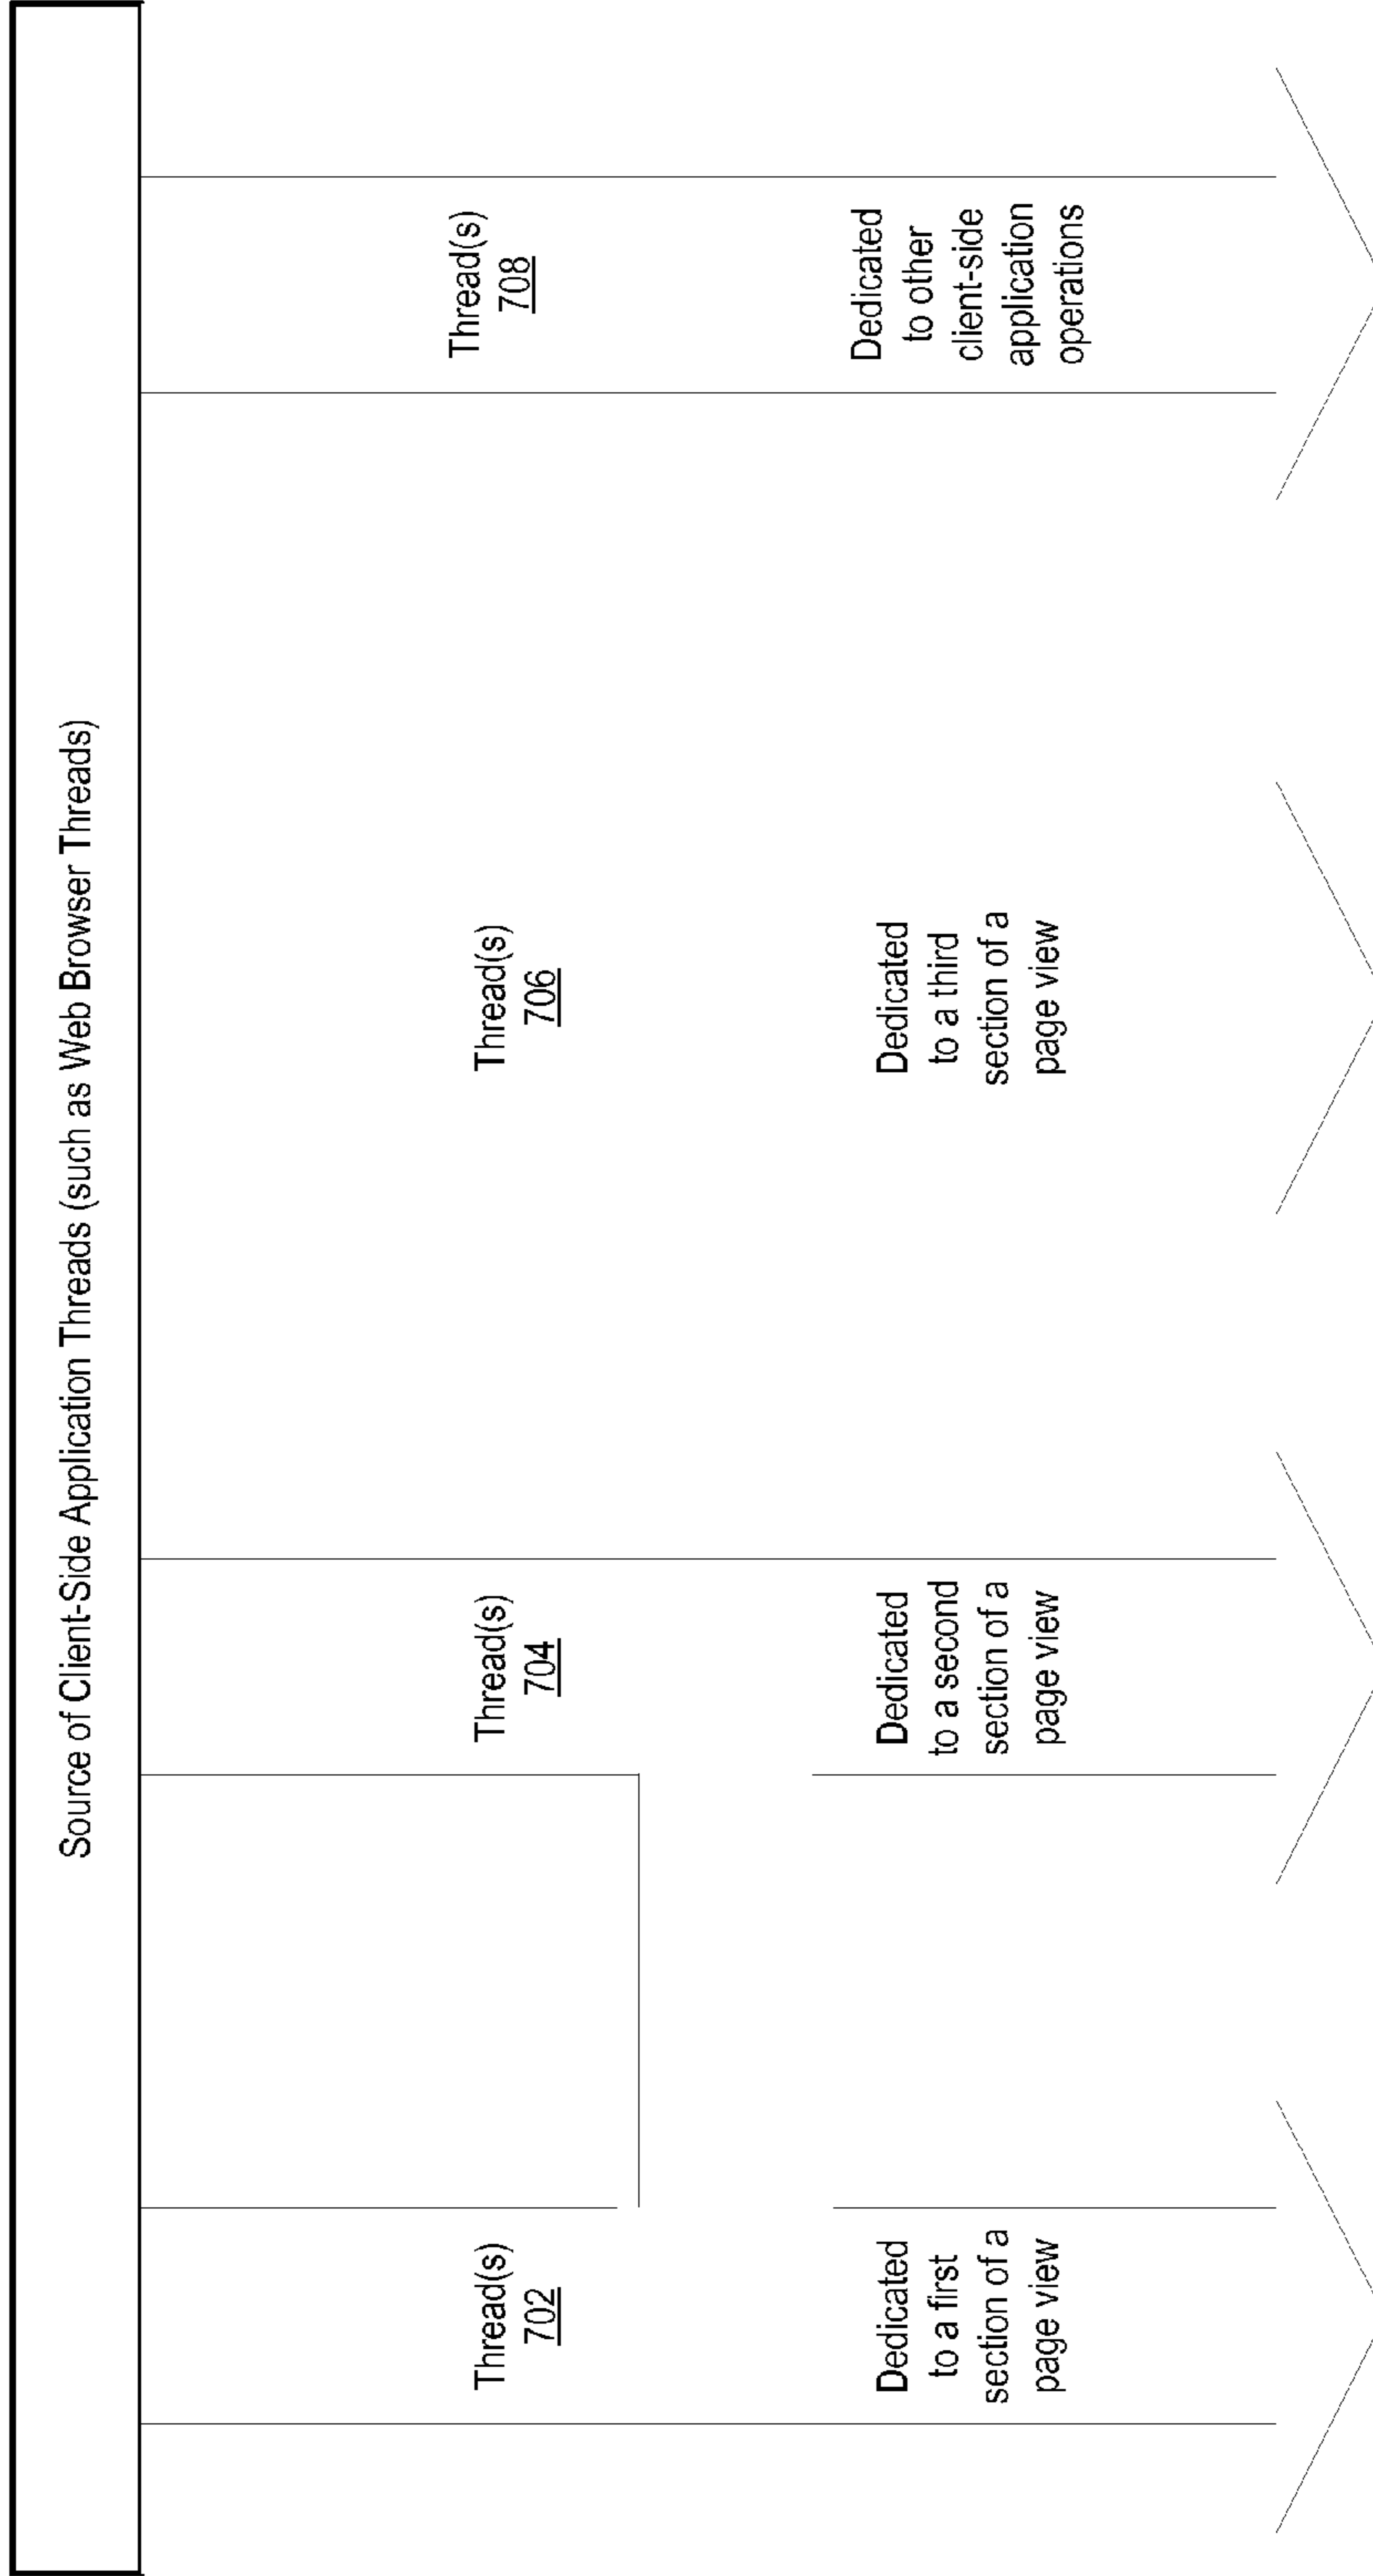 Source of Client-Side Application Threads (such as Web Browser Threads)
Thread(s)
702
Dedicated
to a first
section of a
page view
Thread(s)
704
Dedicated
to a second
section of a
page view
Thread(s)
706
Dedicated
to a third
section of a
page view
Thread(s)
708
Dedicated
to other
client-side
application
operations